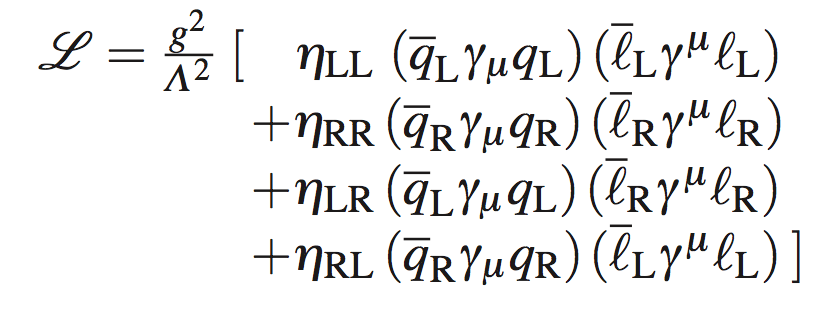 ℒ = g²/Λ² [ η_LL (q̅_L γ_μ q_L) (ℓ̅_L γ^μ ℓ_L)
+η_RR (q̅_R γ_μ q_R) (ℓ̅_R γ^μ ℓ_R)
+η_LR (q̅_L γ_μ q_L) (ℓ̅_R γ^μ ℓ_R)
+η_RL (q̅_R γ_μ q_R) (ℓ̅_L γ^μ ℓ_L) ]